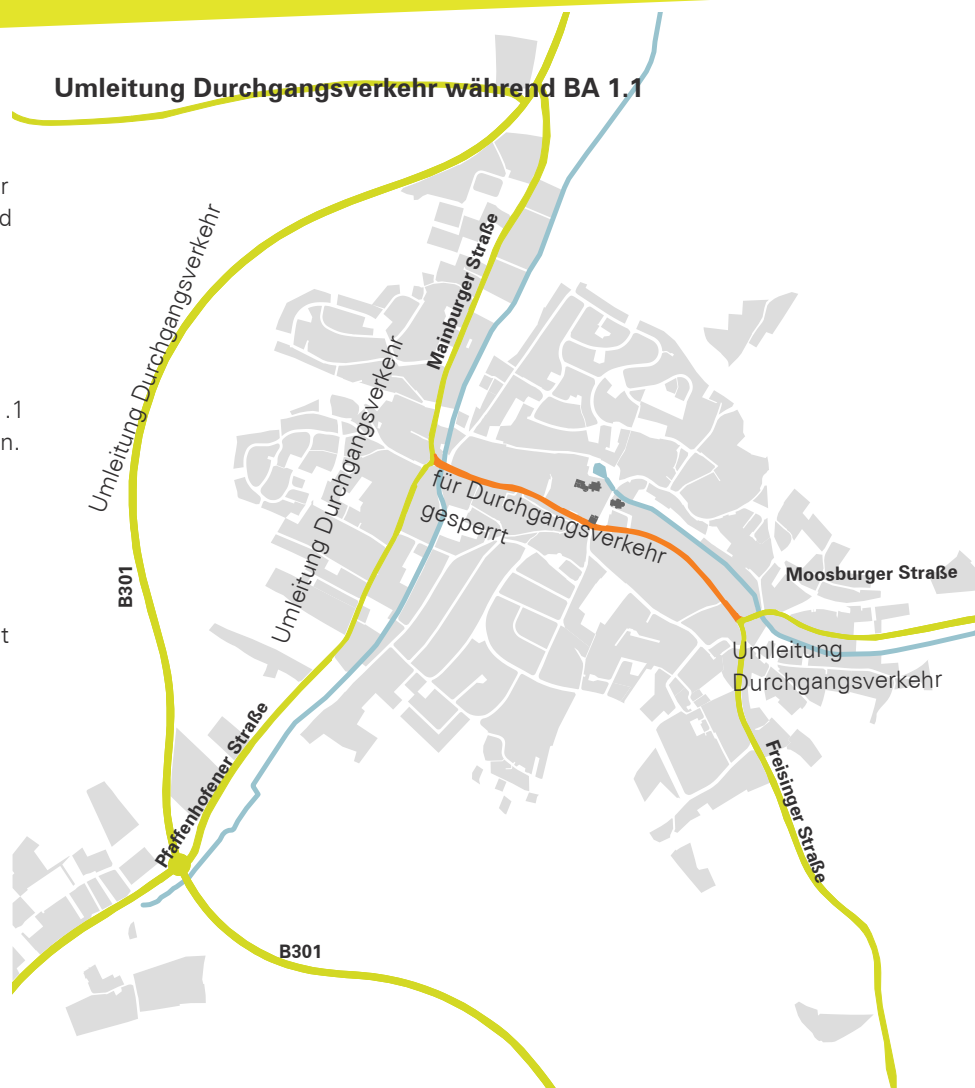 Umleitung Durchgangsverkehr während BA 1.1
r
d
.1
n.
t
Umleitung Durchgangsverkehr
Mainburger Straße
Umleitung Durchgangsverkehr
für Durchgangsverkehr
gesperrt
B301
Moosburger Straße
Umleitung
Durchgangsverkehr
Pfaffenhofener Straße
Freisinger Straße
B301